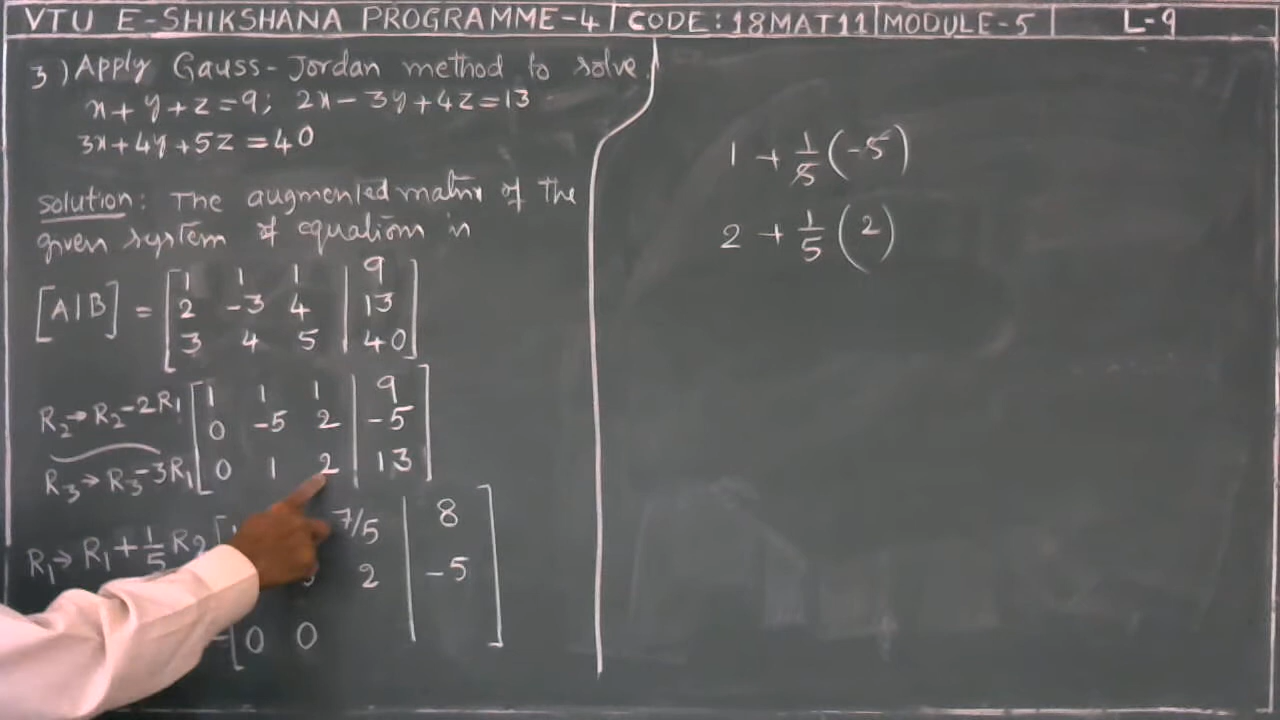 VTU E-SHIKSHANA PROGRAMME-4 | CODE: 18MAT11 | MODULE-5 | L-9
3) Apply Gauss-Jordan method to solve.
x+y+z=9; 2x-3y+4z=13
3x+4y+5z=40
solution: The augmented matrix of the
given system of equation is
[A|B] = [1 1 1 | 9
2 -3 4 | 13
3 4 5 | 40]
R2→R2-2R1 [1 1 1 | 9
0 -5 2 | -5
R3→R3-3R1 0 1 2 | 13]
R1→R1+1/5R2 7/5 | 8
2 | -5
0 0
1 + 1/5(-5)
2 + 1/5(2)